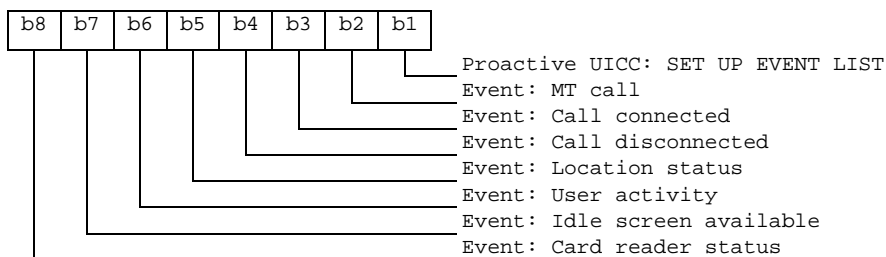 b8 b7 b6 b5 b4 b3 b2 b1
Proactive UICC: SET UP EVENT LIST
Event: MT call
Event: Call connected
Event: Call disconnected
Event: Location status
Event: User activity
Event: Idle screen available
Event: Card reader status